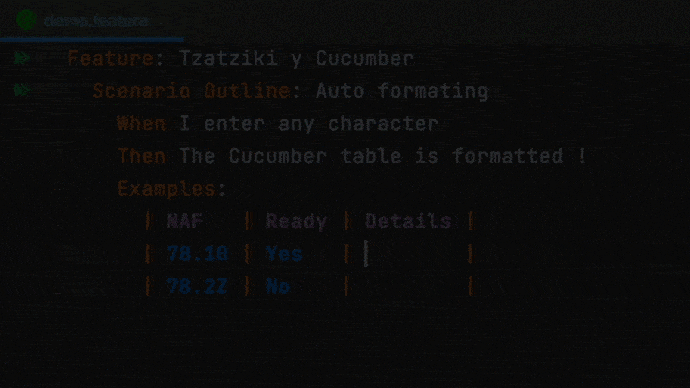 demo.feature
Feature: Tzatziki y Cucumber
Scenario Outline: Auto formating
When I enter any character
Then The Cucumber table is formatted !
Examples:
| NAF | Ready | Details |
| 78.10 | Yes | |
| 78.2Z | No | |